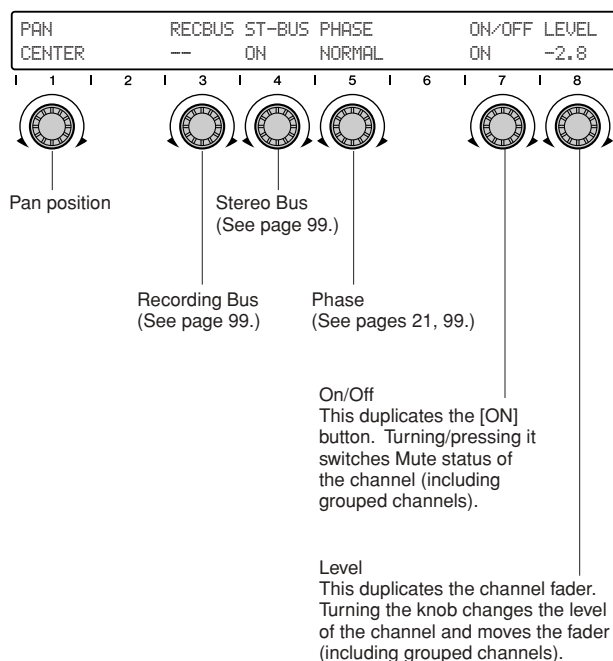 PAN RECBUS ST-BUS PHASE ON/OFF LEVEL
CENTER -- ON NORMAL ON -2.8
1 2 3 4 5 6 7 8
Pan position
Stereo Bus
(See page 99.)
Recording Bus
(See page 99.)
Phase
(See pages 21, 99.)
On/Off
This duplicates the [ON]
button. Turning/pressing it
switches Mute status of
the channel (including
grouped channels).
Level
This duplicates the channel fader.
Turning the knob changes the level
of the channel and moves the fader
(including grouped channels).